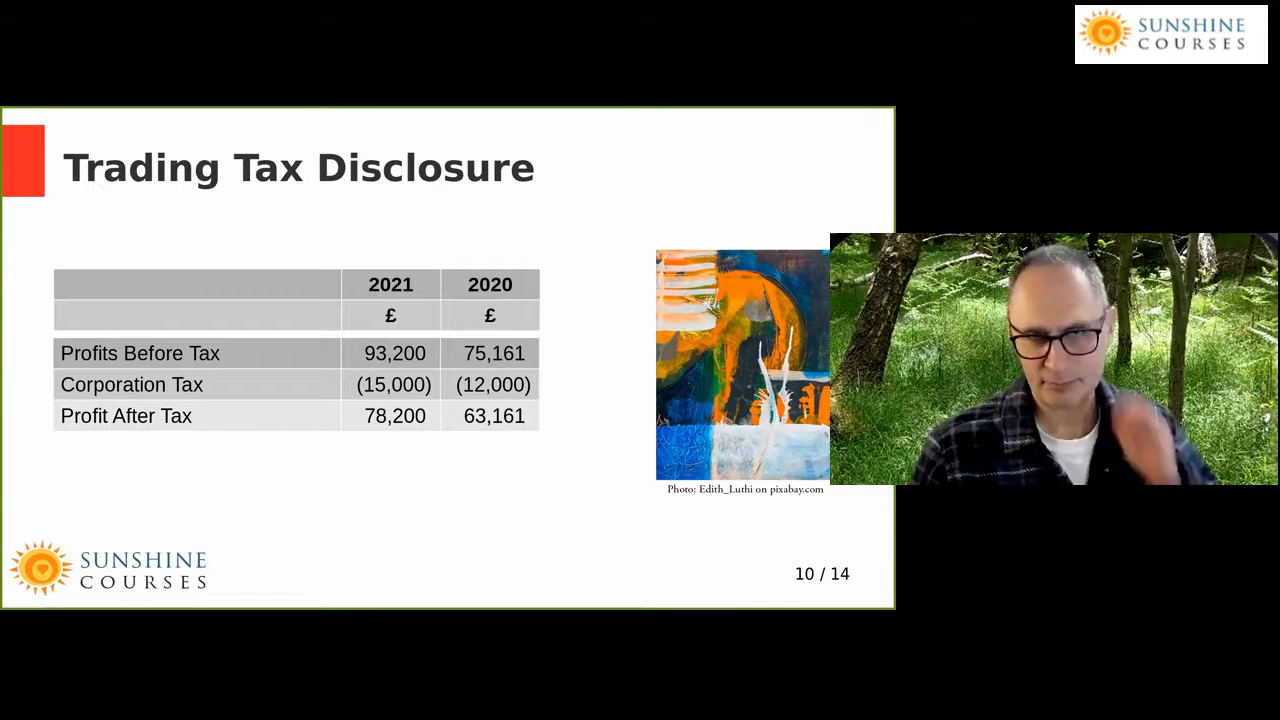 SUNSHINE
COURSES
Trading Tax Disclosure
2021 2020
£ £
Profits Before Tax 93,200 75,161
Corporation Tax (15,000) (12,000)
Profit After Tax 78,200 63,161
Photo: Edith_Luthi on pixabay.com
SUNSHINE
COURSES
10 / 14